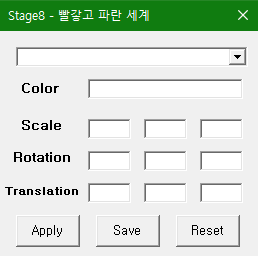 Stage8 - 빨갛고 파란 세계
Color
Scale
Rotation
Translation
Apply Save Reset